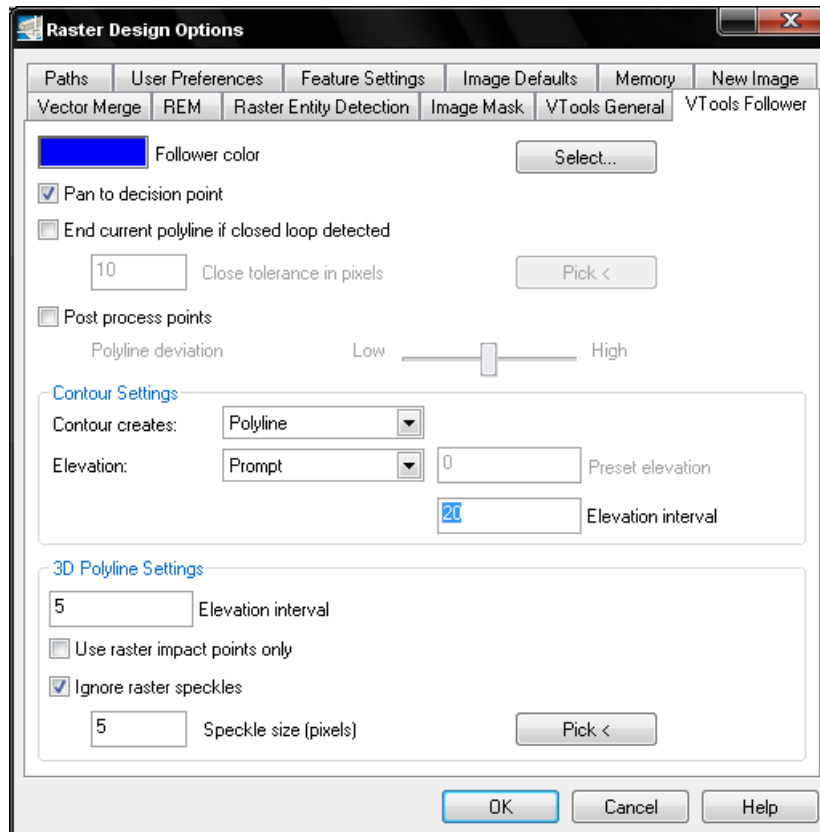 Raster Design Options
Paths User Preferences Feature Settings Image Defaults Memory New Image
Vector Merge REM Raster Entity Detection Image Mask VTools General VTools Follower
Follower color Select...
Pan to decision point
End current polyline if closed loop detected
10 Close tolerance in pixels Pick <
Post process points
Polyline deviation Low High
Contour Settings
Contour creates: Polyline
Elevation: Prompt 0 Preset elevation
20 Elevation interval
3D Polyline Settings
5 Elevation interval
Use raster impact points only
Ignore raster speckles
5 Speckle size (pixels) Pick <
OK Cancel Help